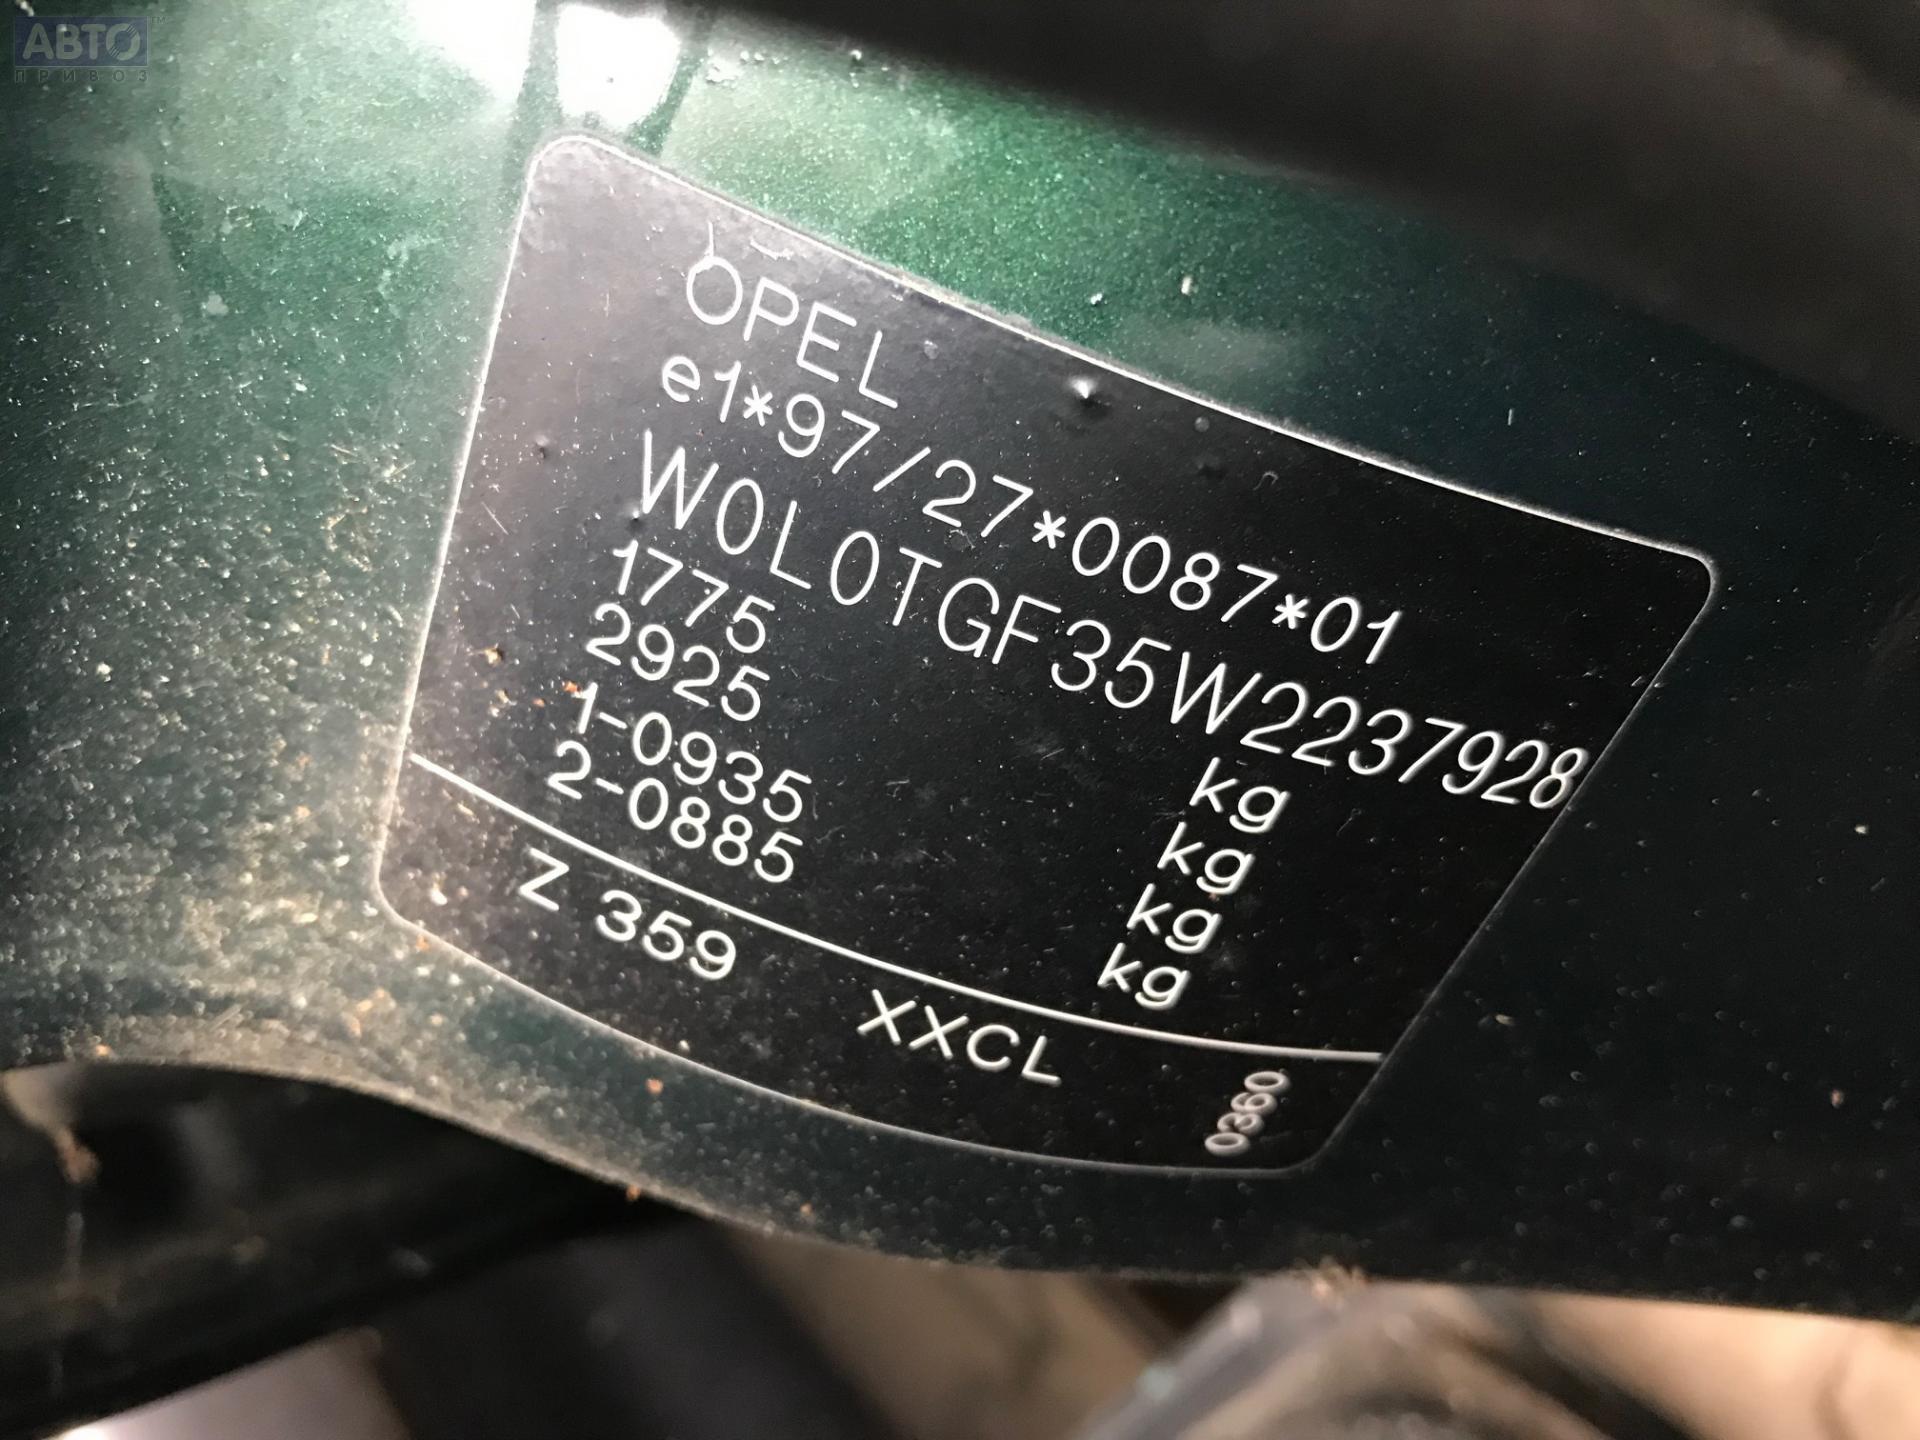 АВТО™
ПРИВОЗ
OPEL
e1*97/27*0087*01
W0L0TGF35W2237928
1775 kg
2925 kg
1-0935 kg
2-0885 kg
Z 359 XXCL 0360